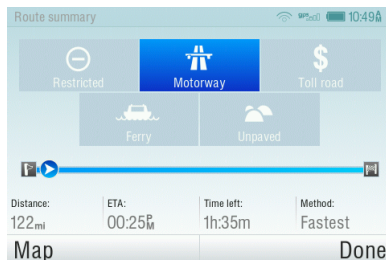 Route summary 10:49A
Restricted Motorway $ Toll road
Ferry Unpaved
Distance: ETA: Time left: Method:
122mi 00:25PM 1h:35m Fastest
Map Done